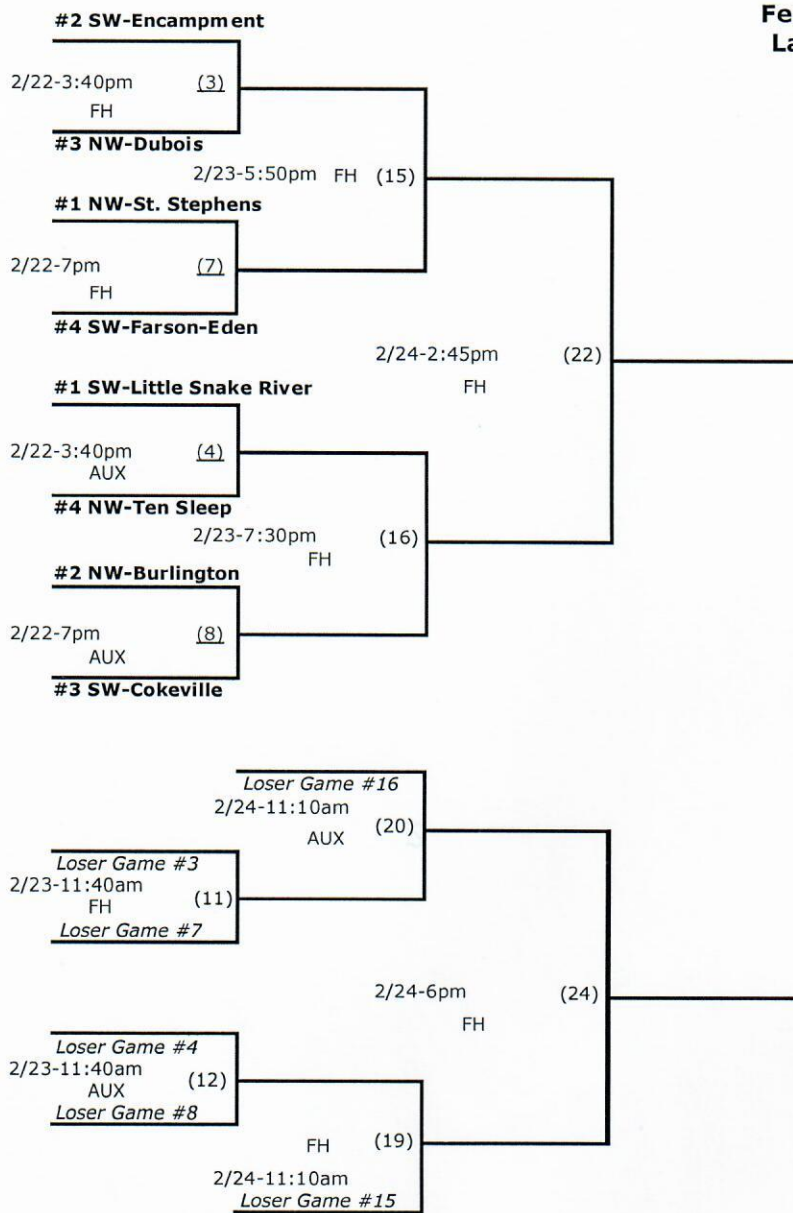 #2 SW-Encampment
Fe
La
2/22-3:40pm (3)
FH
#3 NW-Dubois
2/23-5:50pm FH (15)
#1 NW-St. Stephens
2/22-7pm (7)
FH
#4 SW-Farson-Eden
2/24-2:45pm (22)
FH
#1 SW-Little Snake River
2/22-3:40pm (4)
AUX
#4 NW-Ten Sleep
2/23-7:30pm (16)
FH
#2 NW-Burlington
2/22-7pm (8)
AUX
#3 SW-Cokeville
Loser Game #16
2/24-11:10am (20)
AUX
Loser Game #3
2/23-11:40am (11)
FH
Loser Game #7
2/24-6pm (24)
FH
Loser Game #4
2/23-11:40am (12)
AUX
Loser Game #8
FH (19)
2/24-11:10am
Loser Game #15